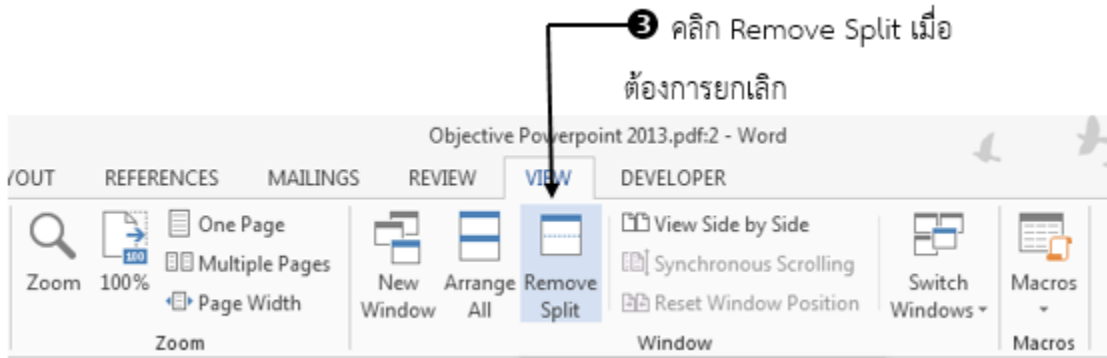 ❸ คลิก Remove Split เมื่อ
ต้องการยกเลิก
Objective Powerpoint 2013.pdf:2 - Word
YOUT REFERENCES MAILINGS REVIEW VIEW DEVELOPER
Zoom
100
100%
One Page
Multiple Pages
Page Width
Zoom
New Window
Arrange All
Remove Split
View Side by Side
Synchronous Scrolling
Reset Window Position
Switch Windows
Window
Macros
Macros